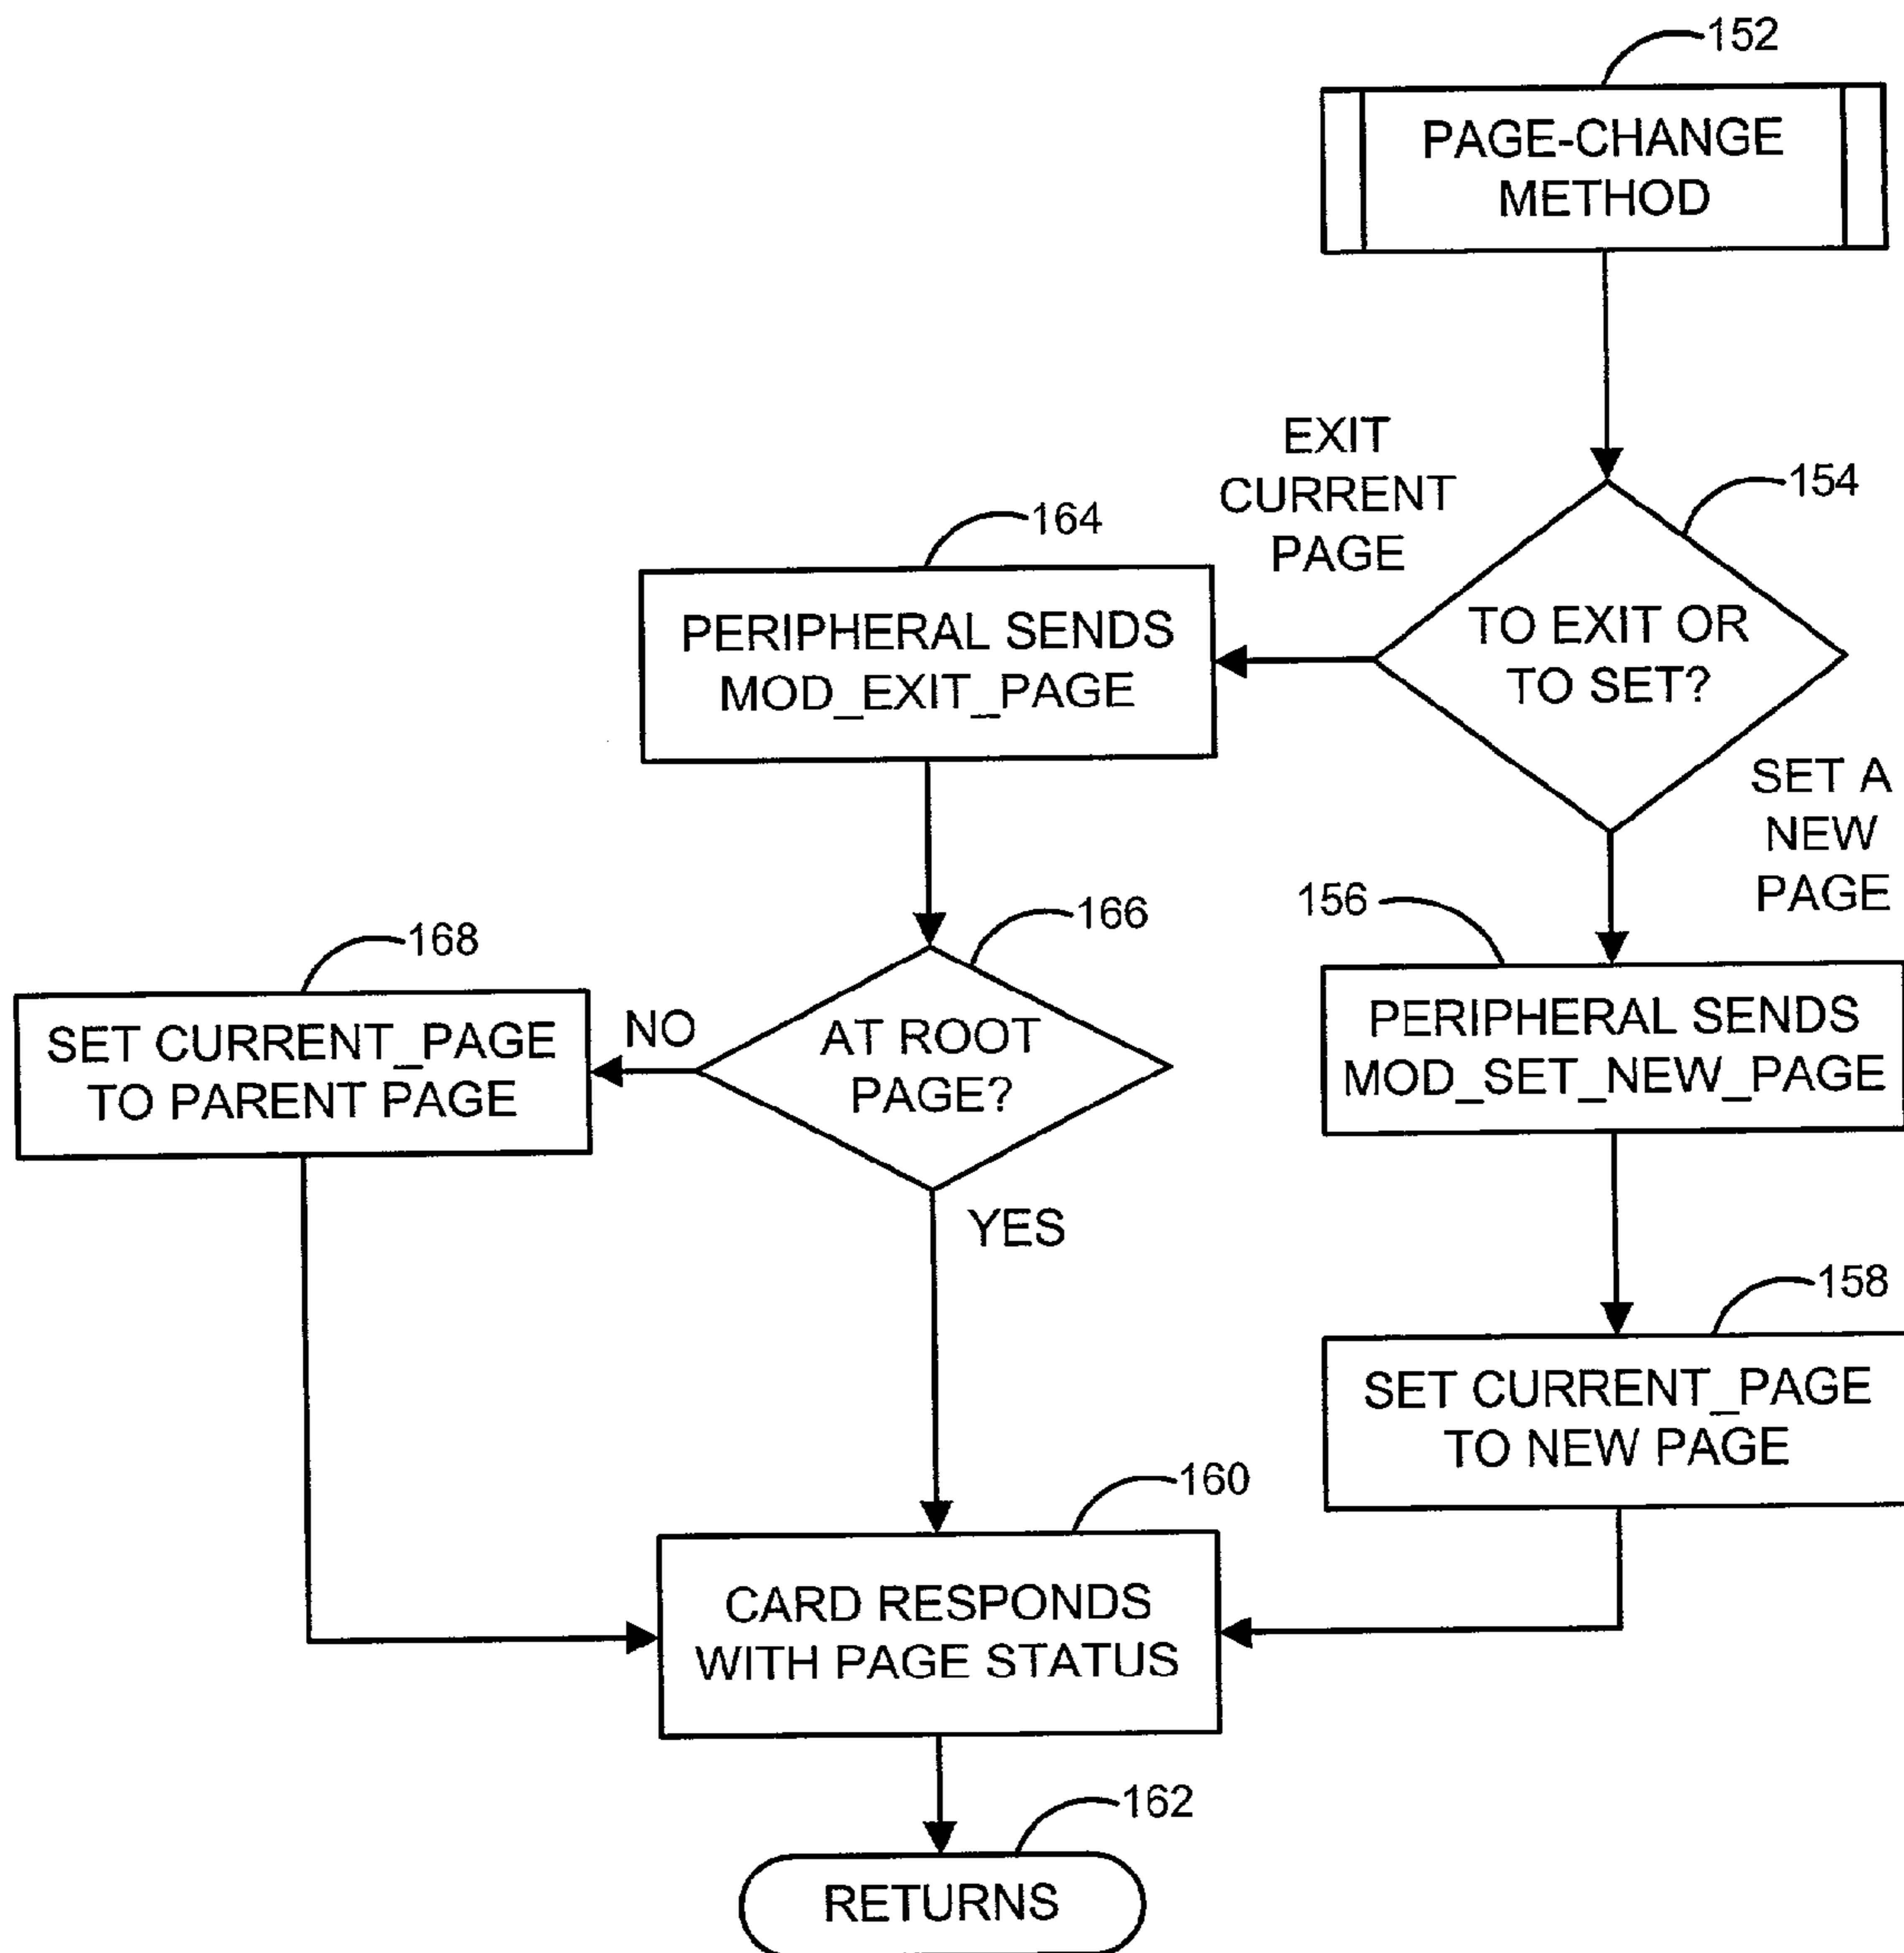 152
PAGE-CHANGE
METHOD
154
TO EXIT OR
TO SET?
EXIT
CURRENT
PAGE
SET A
NEW
PAGE
164
PERIPHERAL SENDS
MOD_EXIT_PAGE
166
AT ROOT
PAGE?
NO
YES
168
SET CURRENT_PAGE
TO PARENT PAGE
156
PERIPHERAL SENDS
MOD_SET_NEW_PAGE
158
SET CURRENT_PAGE
TO NEW PAGE
160
CARD RESPONDS
WITH PAGE STATUS
162
RETURNS